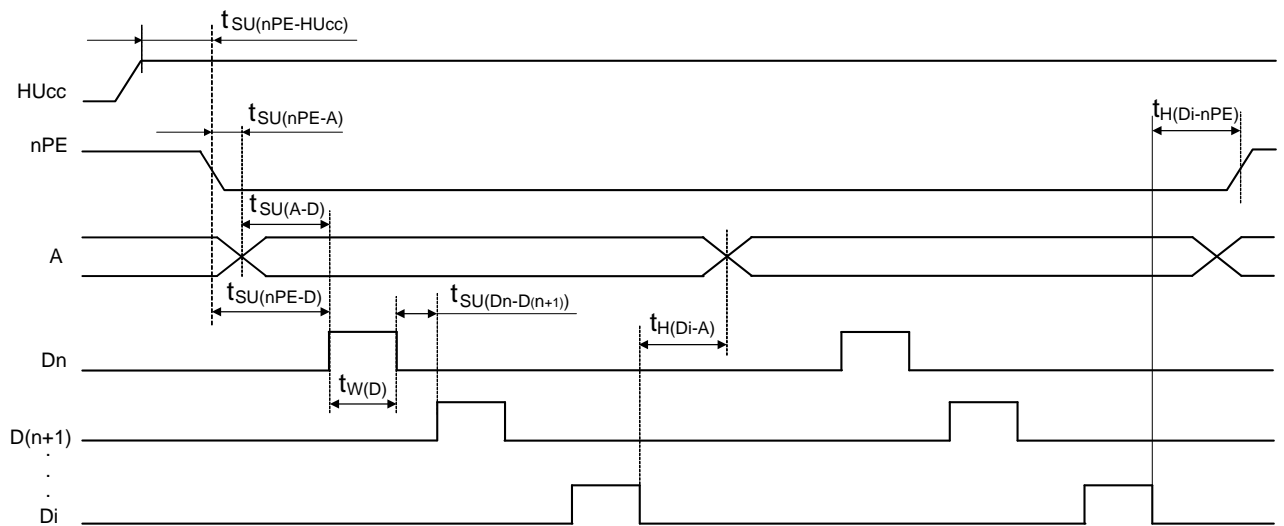 tSU(nPE-HUcc)
HUcc
tSU(nPE-A)
tH(Di-nPE)
nPE
tSU(A-D)
A
tSU(nPE-D)
tSU(Dn-D(n+1))
tH(Di-A)
Dn
tW(D)
D(n+1)
.
.
.
Di